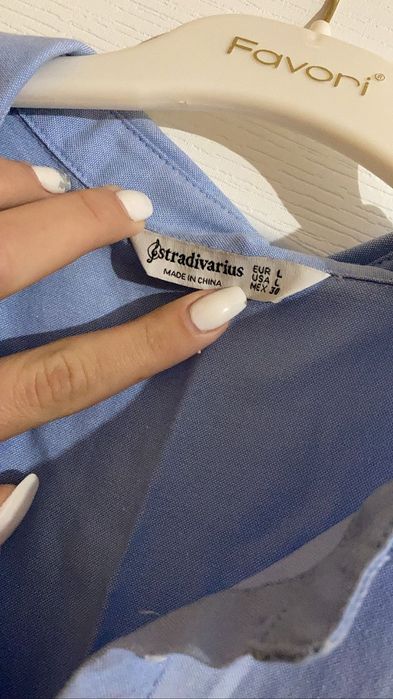 Favori®
stradivarius
MADE IN CHINA
EUR L
USA L
MEX 30